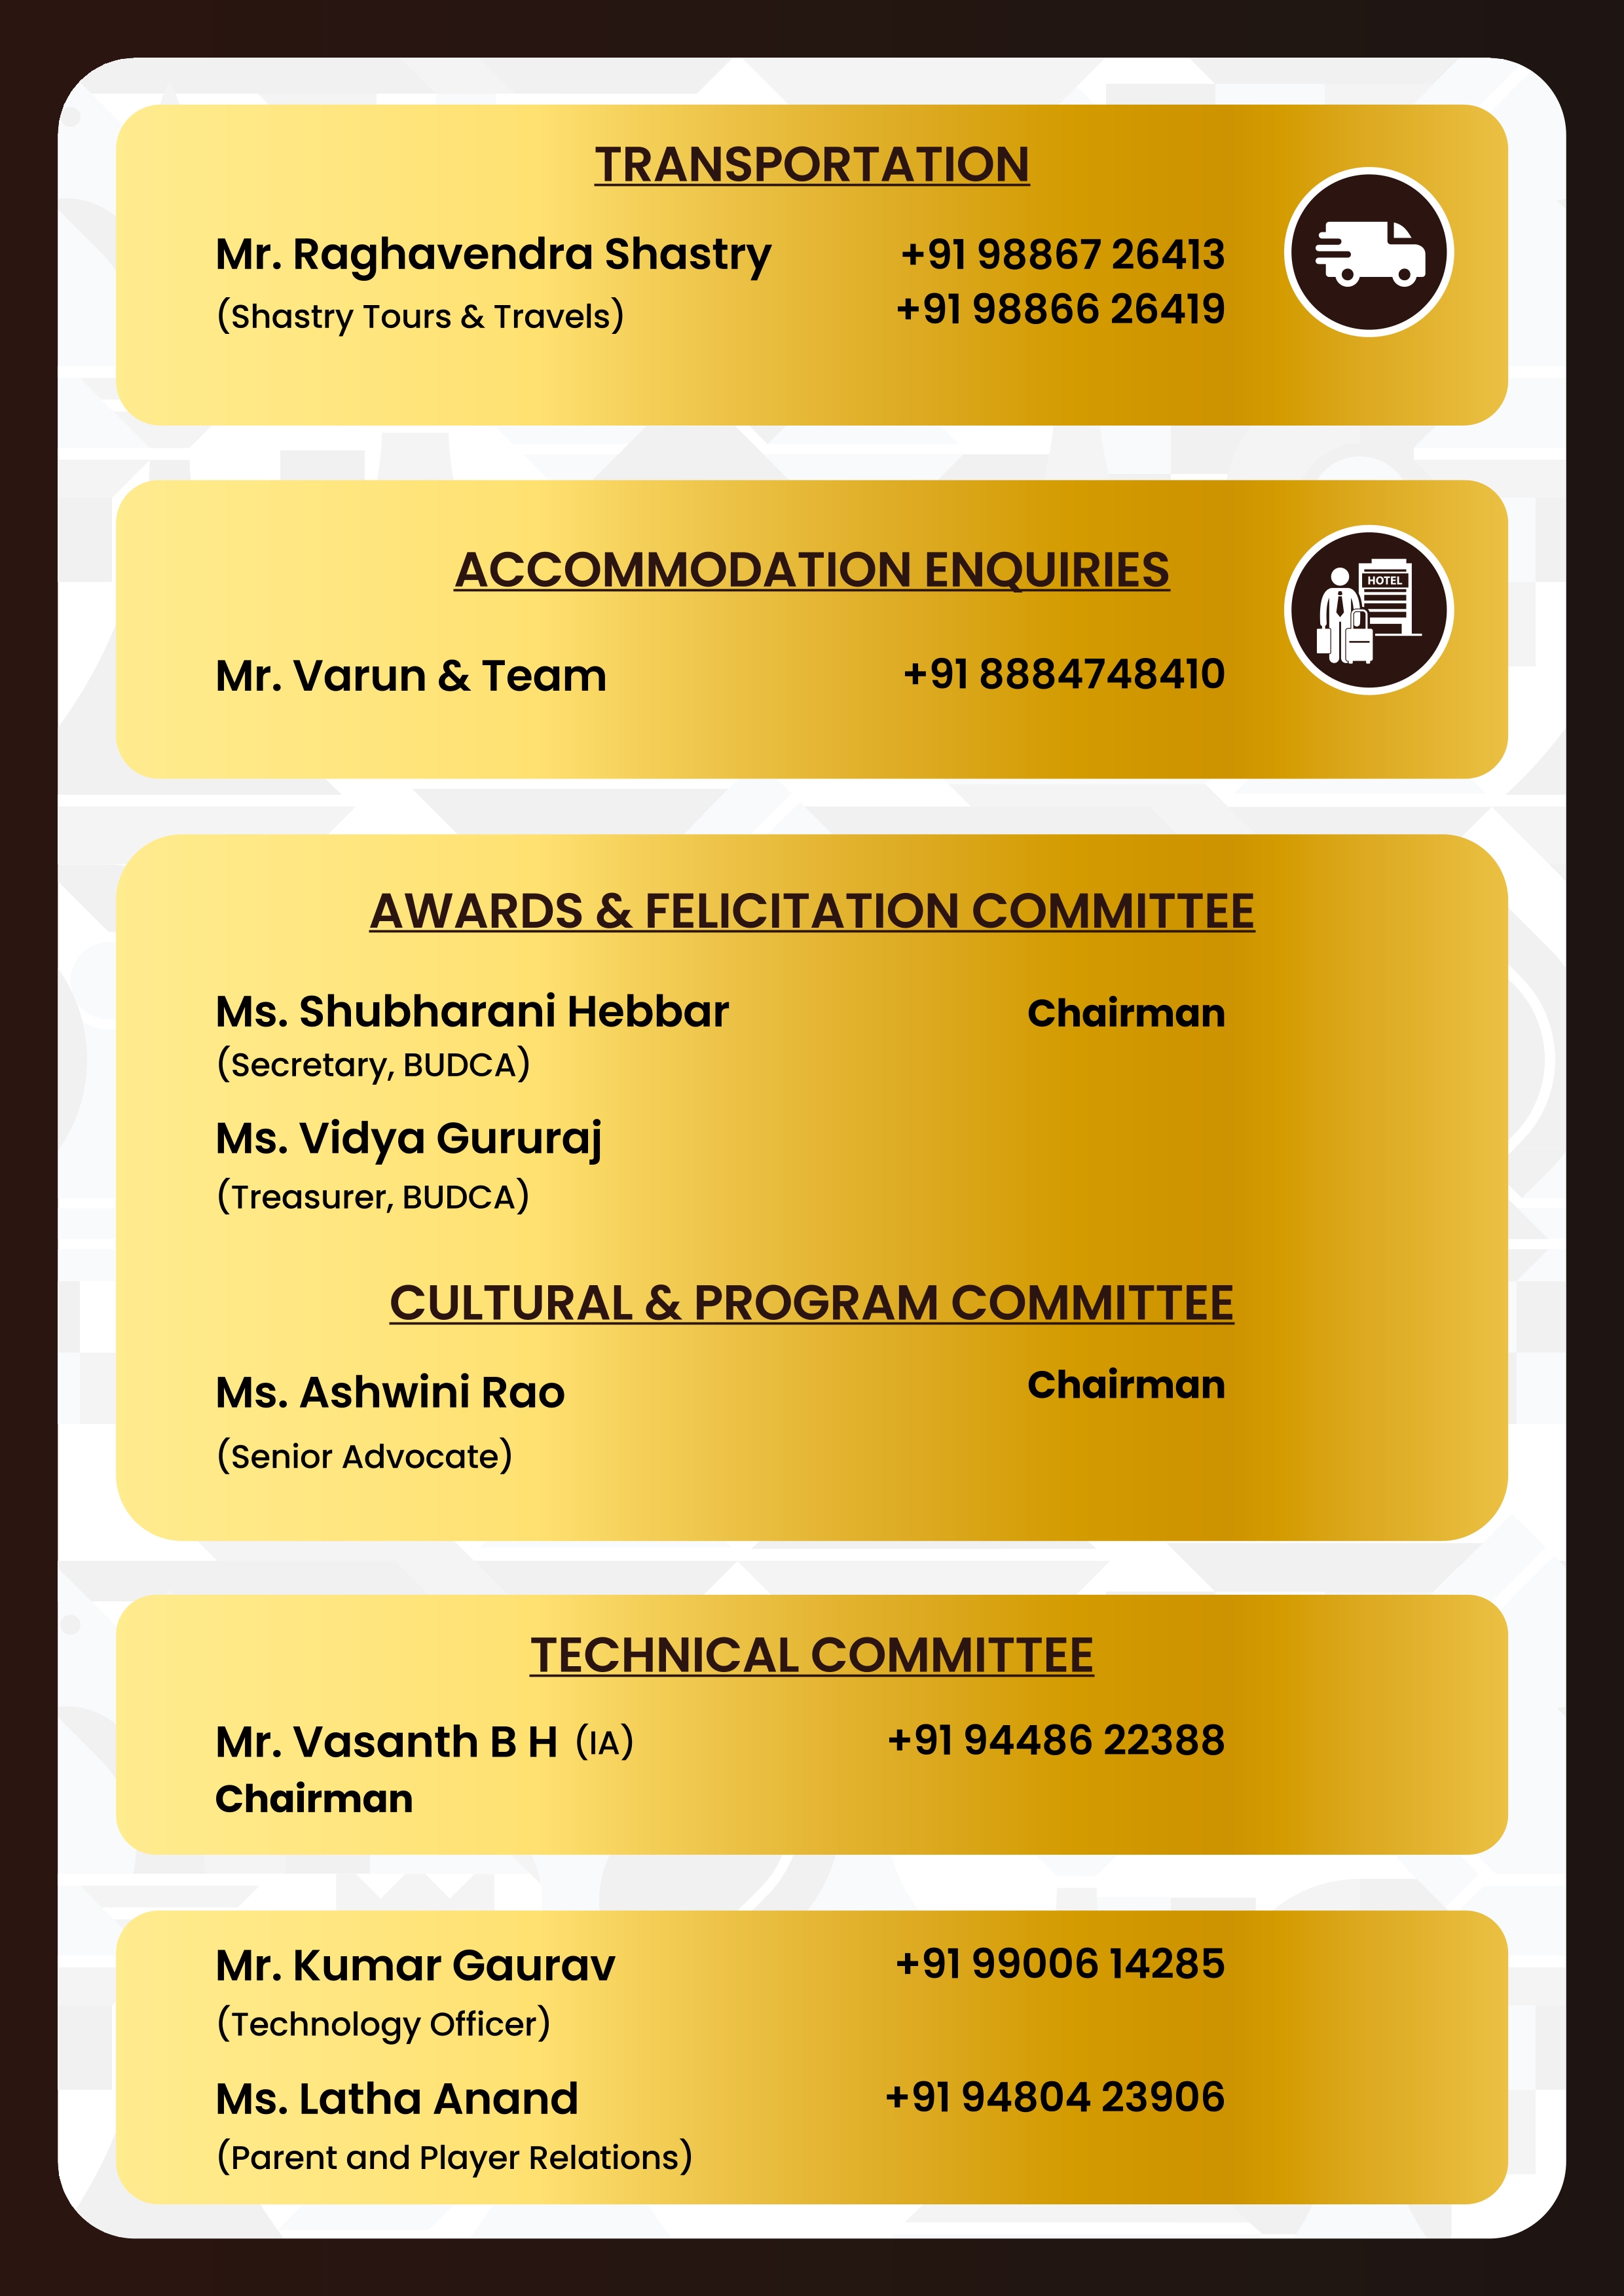 TRANSPORTATION
Mr. Raghavendra Shastry +91 98867 26413
(Shastry Tours & Travels) +91 98866 26419
ACCOMMODATION ENQUIRIES
HOTEL
Mr. Varun & Team +91 8884748410
AWARDS & FELICITATION COMMITTEE
Ms. Shubharani Hebbar Chairman
(Secretary, BUDCA)
Ms. Vidya Gururaj
(Treasurer, BUDCA)
CULTURAL & PROGRAM COMMITTEE
Ms. Ashwini Rao Chairman
(Senior Advocate)
TECHNICAL COMMITTEE
Mr. Vasanth B H (IA) +91 94486 22388
Chairman
Mr. Kumar Gaurav +91 99006 14285
(Technology Officer)
Ms. Latha Anand +91 94804 23906
(Parent and Player Relations)